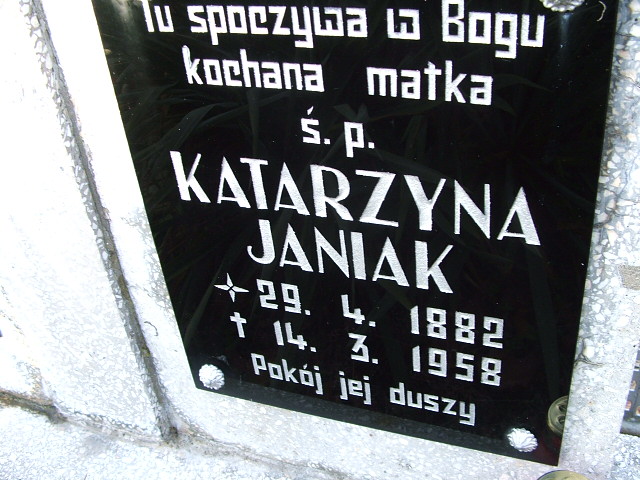 Tu spoczywa w Bogu
kochana matka
ś. p.
KATARZYNA
JANIAK
29. 4. 1882
✝ 14. 3. 1958
Pokój jej duszy